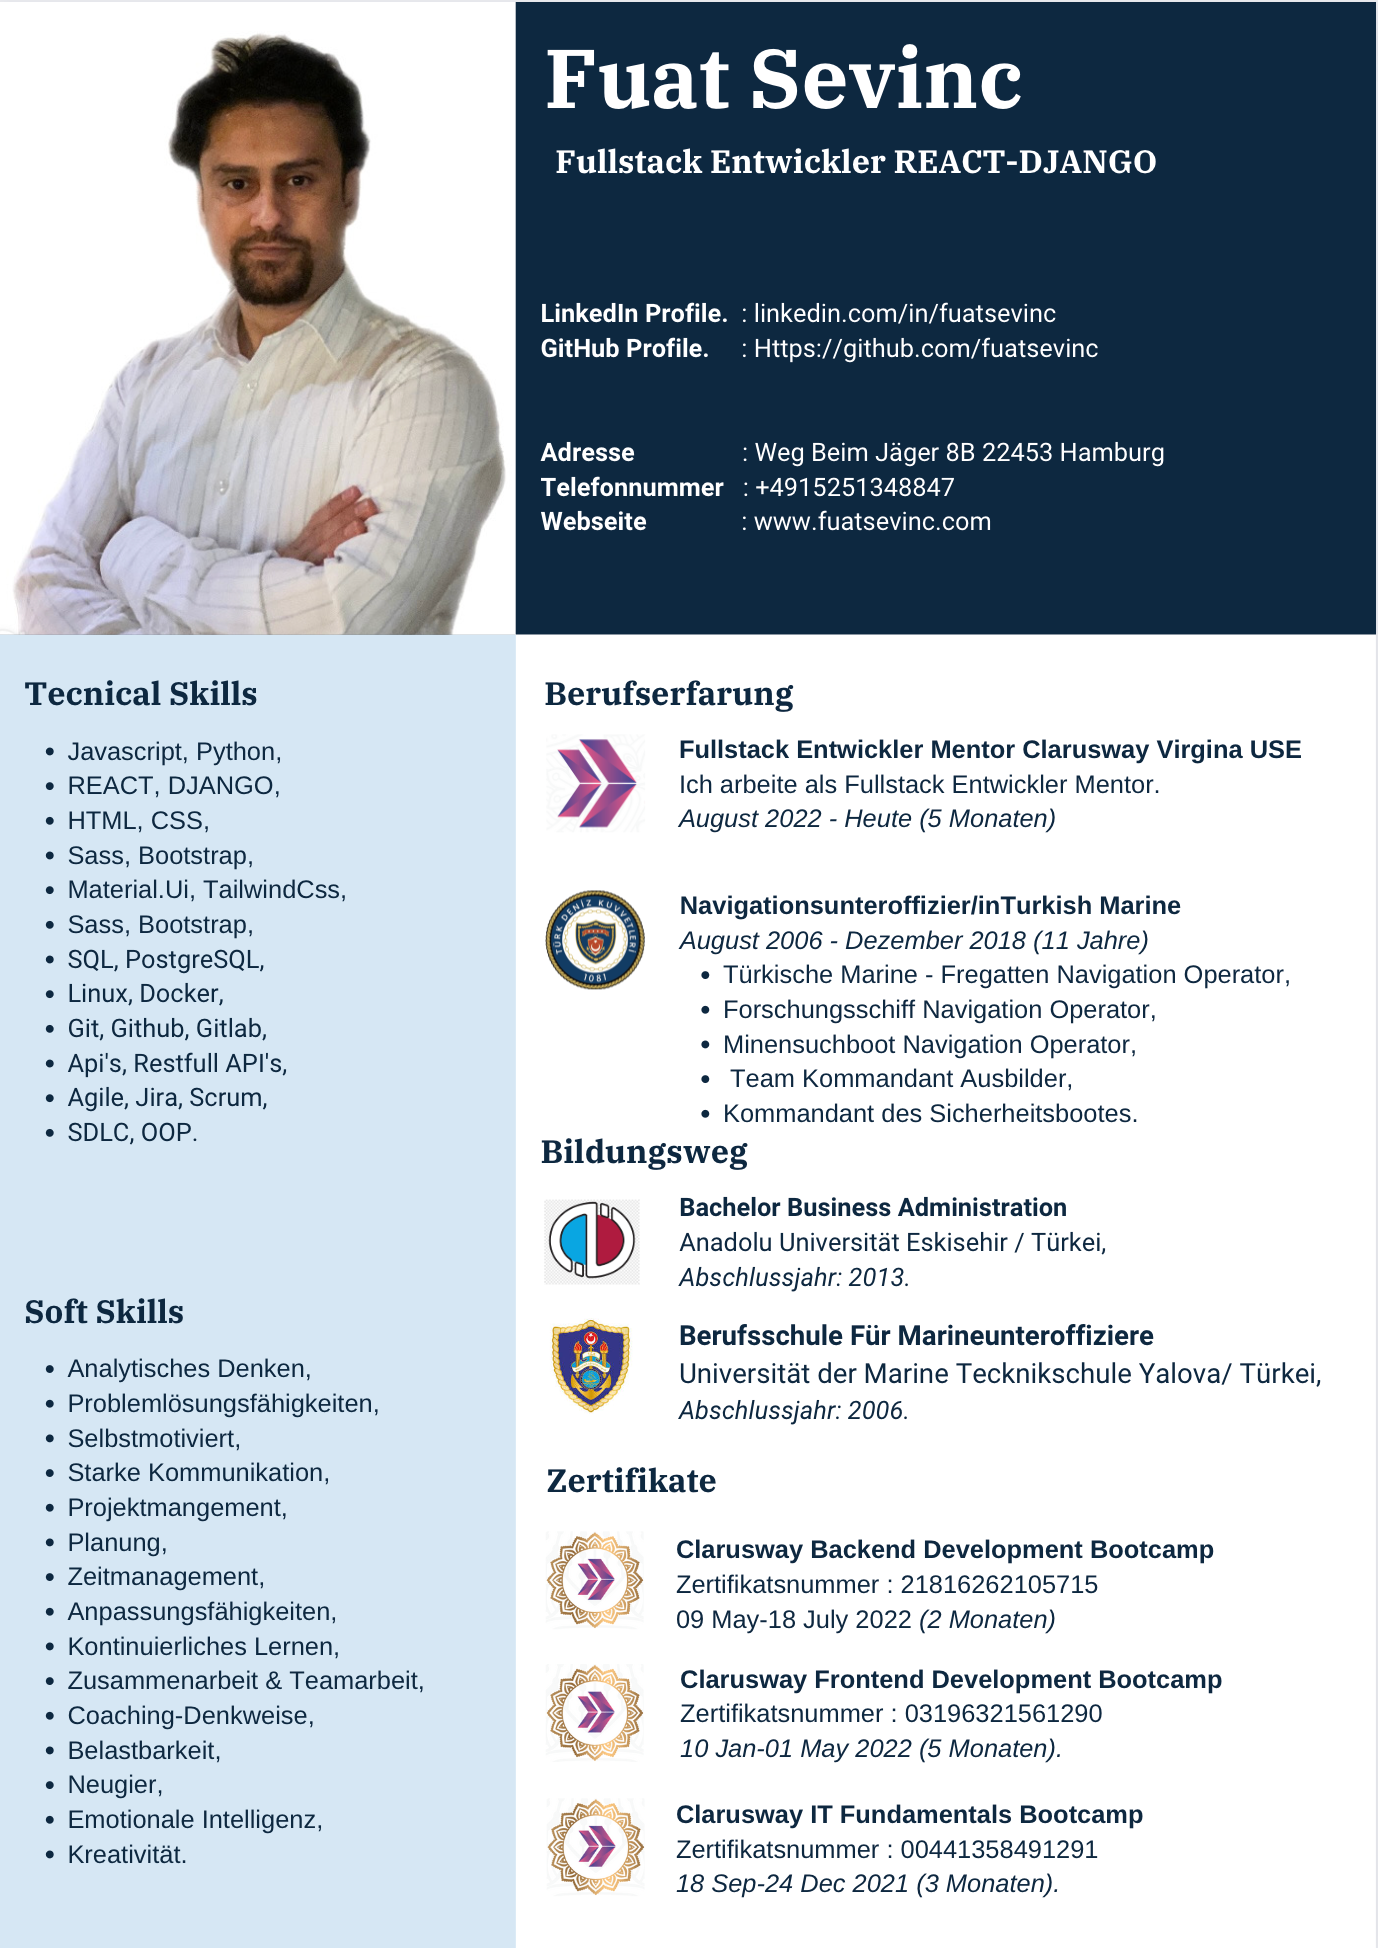 Fuat Sevinc
Fullstack Entwickler REACT-DJANGO
LinkedIn Profile. : linkedin.com/in/fuatsevinc
GitHub Profile. : Https://github.com/fuatsevinc
Adresse : Weg Beim Jäger 8B 22453 Hamburg
Telefonnummer : +4915251348847
Webseite : www.fuatsevinc.com
Tecnical Skills
• Javascript, Python,
• REACT, DJANGO,
• HTML, CSS,
• Sass, Bootstrap,
• Material.Ui, TailwindCss,
• Sass, Bootstrap,
• SQL, PostgreSQL,
• Linux, Docker,
• Git, Github, Gitlab,
• Api's, Restfull API's,
• Agile, Jira, Scrum,
• SDLC, OOP.
Soft Skills
• Analytisches Denken,
• Problemlösungsfähigkeiten,
• Selbstmotiviert,
• Starke Kommunikation,
• Projektmangement,
• Planung,
• Zeitmanagement,
• Anpassungsfähigkeiten,
• Kontinuierliches Lernen,
• Zusammenarbeit & Teamarbeit,
• Coaching-Denkweise,
• Belastbarkeit,
• Neugier,
• Emotionale Intelligenz,
• Kreativität.
Berufserfarung
Fullstack Entwickler Mentor Clarusway Virgina USE
Ich arbeite als Fullstack Entwickler Mentor.
August 2022 - Heute (5 Monaten)
TÜRK DENİZ KUVVETLERİ
1081
Navigationsunteroffizier/inTurkish Marine
August 2006 - Dezember 2018 (11 Jahre)
• Türkische Marine - Fregatten Navigation Operator,
• Forschungsschiff Navigation Operator,
• Minensuchboot Navigation Operator,
• Team Kommandant Ausbilder,
• Kommandant des Sicherheitsbootes.
Bildungsweg
Bachelor Business Administration
Anadolu Universität Eskisehir / Türkei,
Abschlussjahr: 2013.
Berufsschule Für Marineunteroffiziere
Universität der Marine Tecknikschule Yalova/ Türkei,
Abschlussjahr: 2006.
Zertifikate
Clarusway Backend Development Bootcamp
Zertifikatsnummer : 21816262105715
09 May-18 July 2022 (2 Monaten)
Clarusway Frontend Development Bootcamp
Zertifikatsnummer : 03196321561290
10 Jan-01 May 2022 (5 Monaten).
Clarusway IT Fundamentals Bootcamp
Zertifikatsnummer : 00441358491291
18 Sep-24 Dec 2021 (3 Monaten).